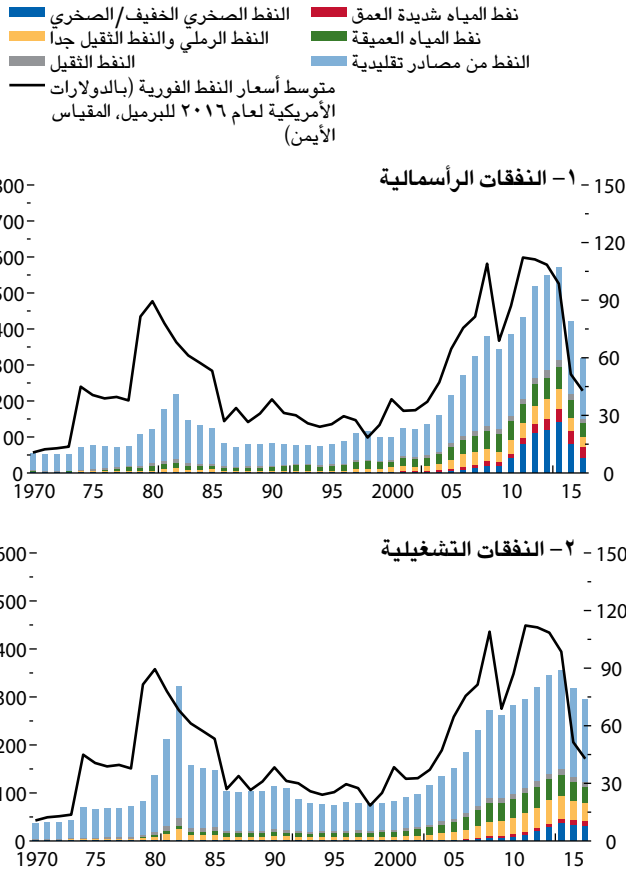 النفط الصخري الخفيف/الصخري
نفط المياه شديدة العمق
النفط الرملي والنفط الثقيل جدا
نفط المياه العميقة
النفط الثقيل
النفط من مصادر تقليدية
متوسط أسعار النفط الفورية (بالدولارات
الأمريكية لعام ٢٠١٦ للبرميل، المقياس
الأيمن)
١- النفقات الرأسمالية
800 150
700
600 120
500 90
400
300 60
200 30
100
0 0
1970 75 80 85 90 95 2000 05 10 15
٢- النفقات التشغيلية
600 150
500 120
400 90
300 60
200
100 30
0 0
1970 75 80 85 90 95 2000 05 10 15